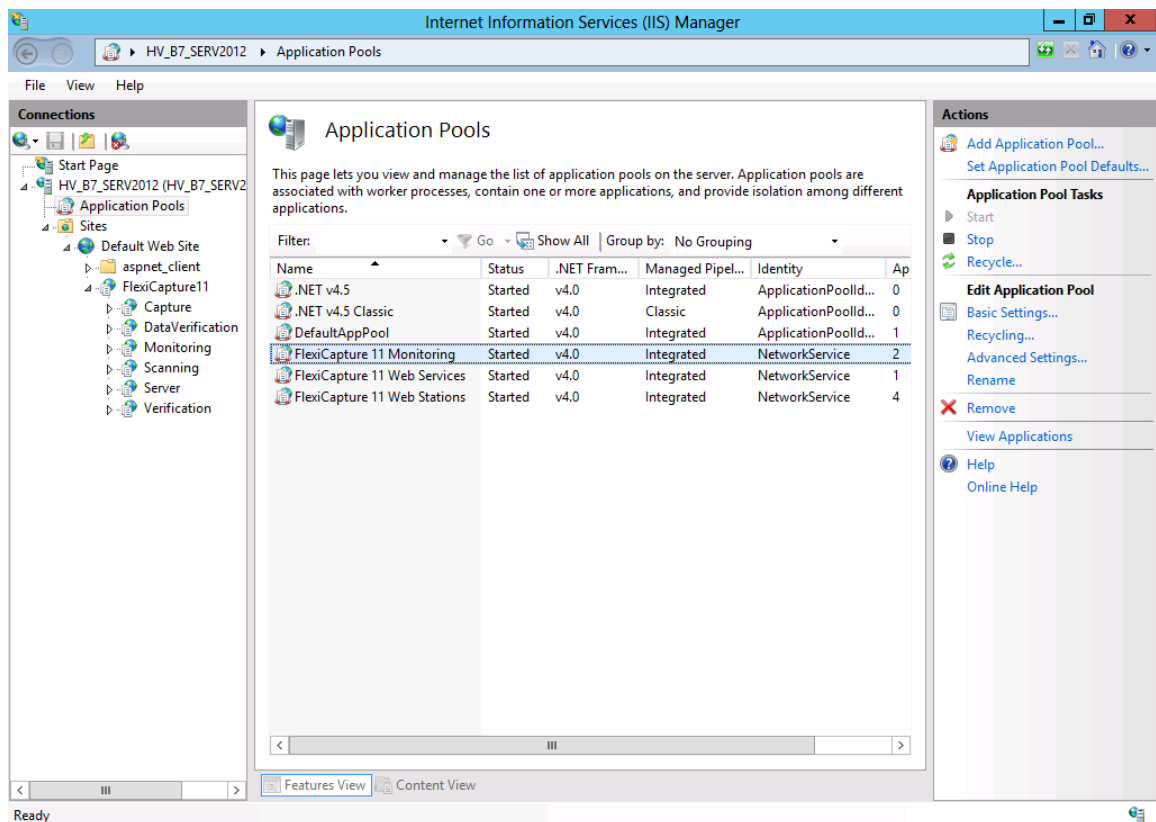 Internet Information Services (IIS) Manager
HV_B7_SERV2012 Application Pools
File View Help
Connections
Start Page
HV_B7_SERV2012 (HV_B7_SERV2
Application Pools
Sites
Default Web Site
aspnet_client
FlexiCapture11
Capture
DataVerification
Monitoring
Scanning
Server
Verification
Application Pools
This page lets you view and manage the list of application pools on the server. Application pools are
associated with worker processes, contain one or more applications, and provide isolation among different
applications.
Filter: Go Show All Group by: No Grouping
Name Status .NET Fram... Managed Pipel... Identity Ap
.NET v4.5 Started v4.0 Integrated ApplicationPoolId... 0
.NET v4.5 Classic Started v4.0 Classic ApplicationPoolId... 0
DefaultAppPool Started v4.0 Integrated ApplicationPoolId... 1
FlexiCapture 11 Monitoring Started v4.0 Integrated NetworkService 2
FlexiCapture 11 Web Services Started v4.0 Integrated NetworkService 1
FlexiCapture 11 Web Stations Started v4.0 Integrated NetworkService 4
Features View Content View
Actions
Add Application Pool...
Set Application Pool Defaults...
Application Pool Tasks
Start
Stop
Recycle...
Edit Application Pool
Basic Settings...
Recycling...
Advanced Settings...
Rename
Remove
View Applications
Help
Online Help
Ready